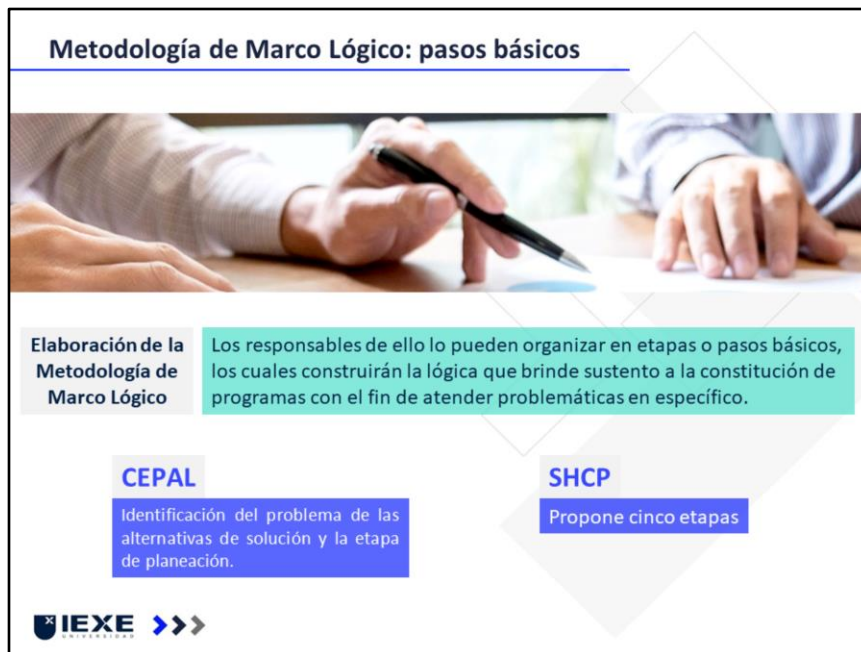 Metodología de Marco Lógico: pasos básicos
Elaboración de la
Metodología de
Marco Lógico
Los responsables de ello lo pueden organizar en etapas o pasos básicos,
los cuales construirán la lógica que brinde sustento a la constitución de
programas con el fin de atender problemáticas en específico.
CEPAL
Identificación del problema de las
alternativas de solución y la etapa
de planeación.
SHCP
Propone cinco etapas
IEXE
UNIVERSIDAD